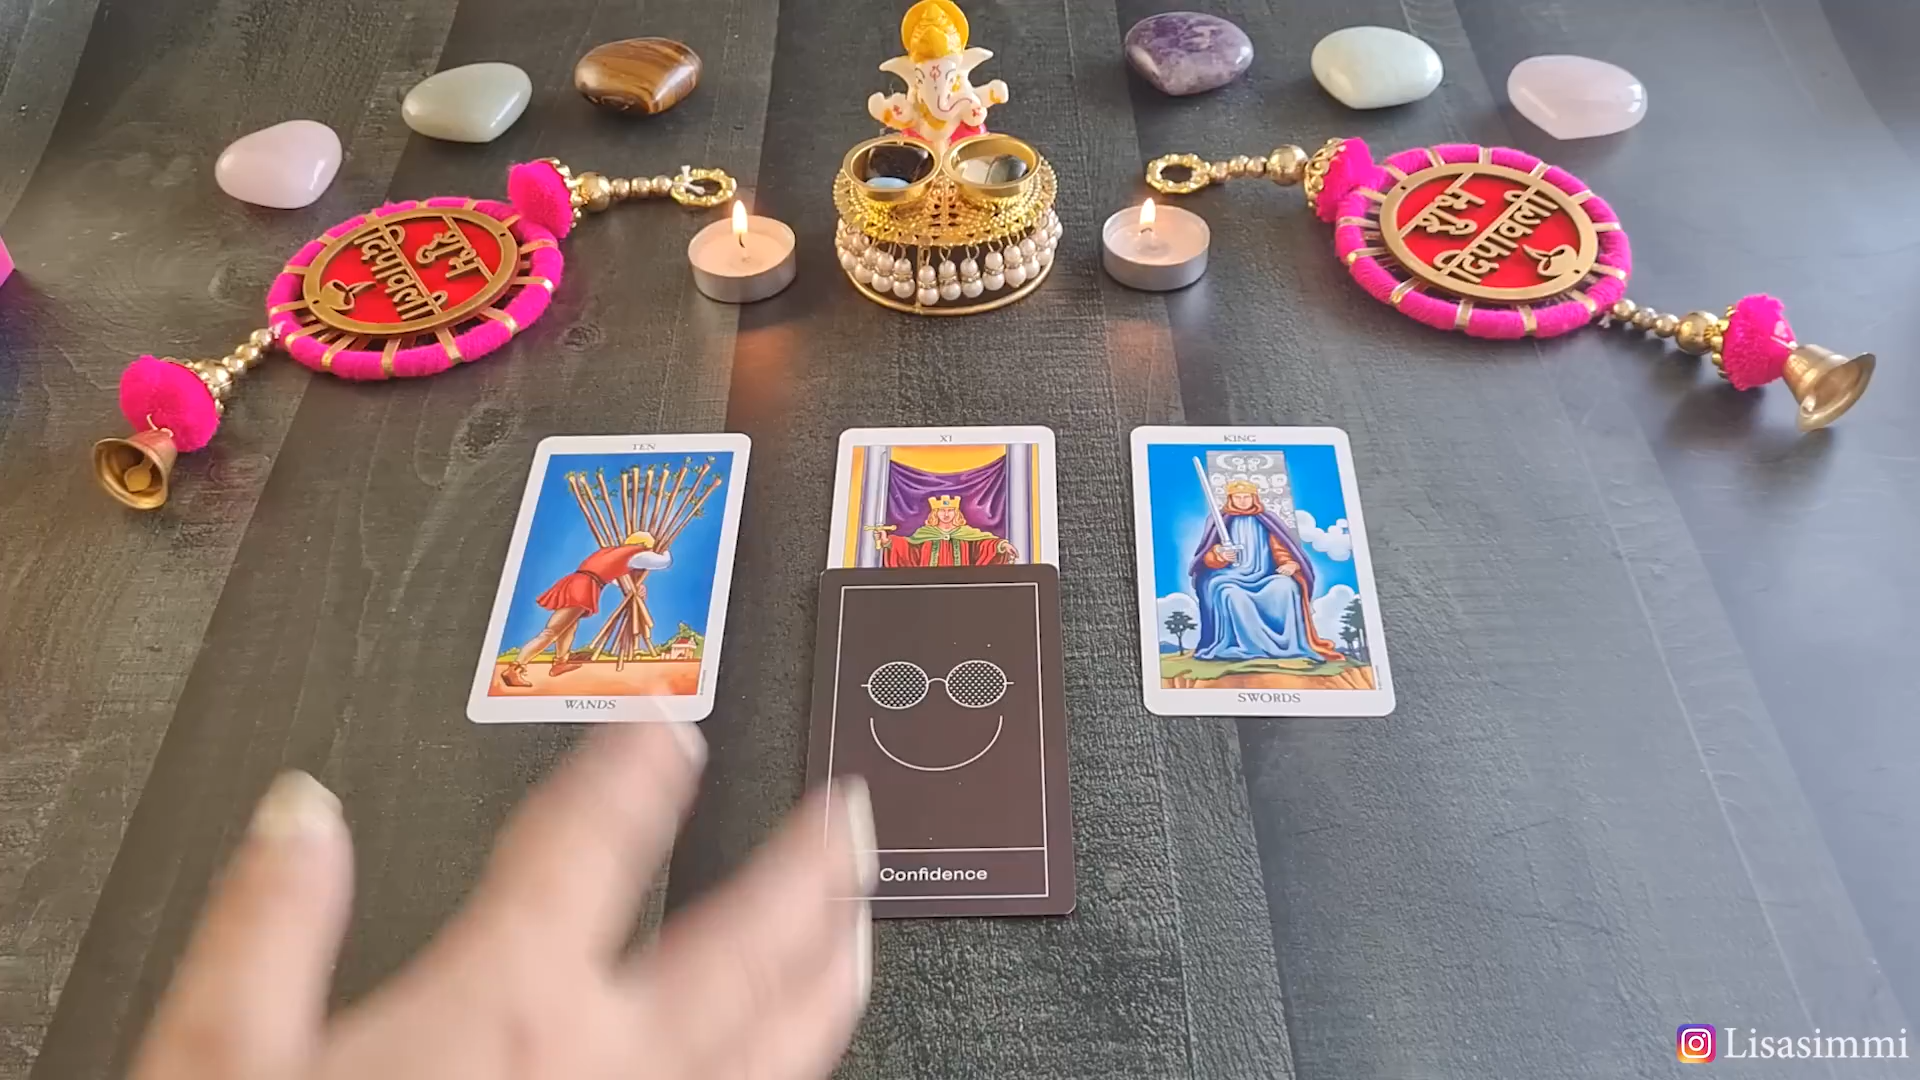 शुभ
दिपावली
शुभ
दिपावली
TEN
WANDS
XI
Confidence
KING
SWORDS
Lisasimmi